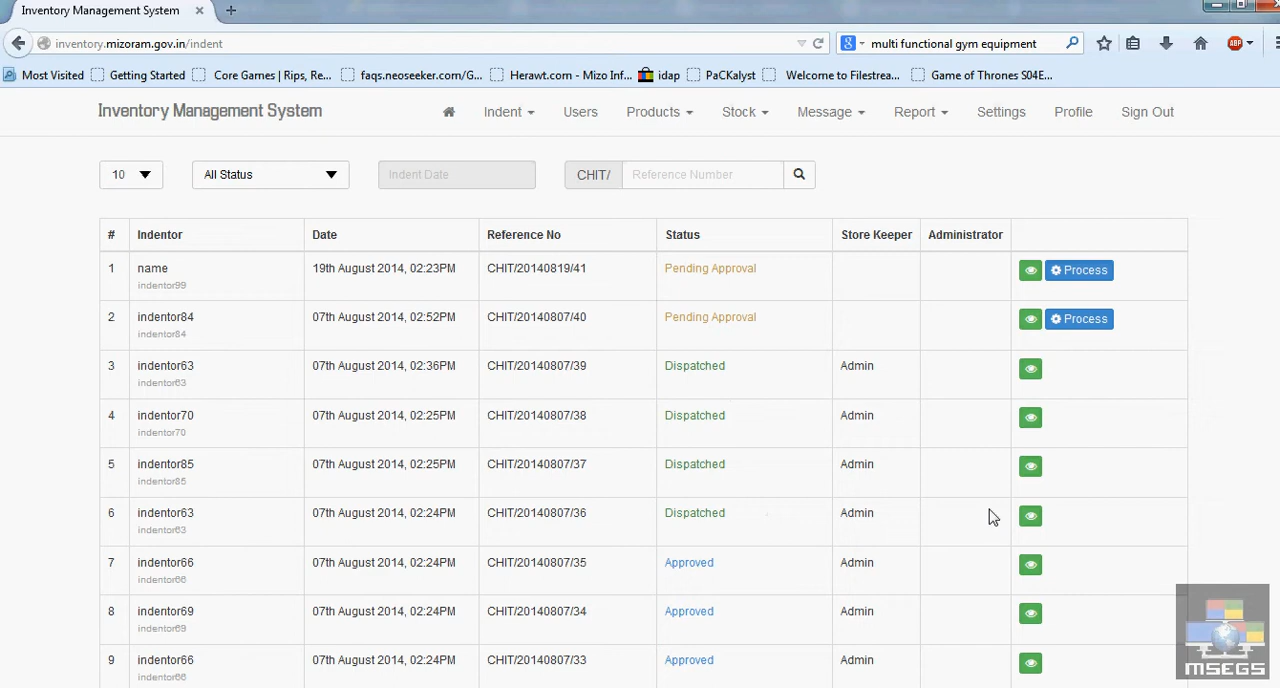 Inventory Management System
inventory.mizoram.gov.in/indent
multi functional gym equipment
ABP
Most Visited Getting Started Core Games | Rips, Re... faqs.neoseeker.com/G... Herawt.com - Mizo Inf... idap PaCKalyst Welcome to Filestrea... Game of Thrones S04E...
Inventory Management System Indent Users Products Stock Message Report Settings Profile Sign Out
10 All Status Indent Date CHIT/ Reference Number
# Indentor Date Reference No Status Store Keeper Administrator
1 name 19th August 2014, 02:23PM CHIT/20140819/41 Pending Approval Process
indentor99
2 indentor84 07th August 2014, 02:52PM CHIT/20140807/40 Pending Approval Process
indentor84
3 indentor63 07th August 2014, 02:36PM CHIT/20140807/39 Dispatched Admin
indentor63
4 indentor70 07th August 2014, 02:25PM CHIT/20140807/38 Dispatched Admin
indentor70
5 indentor85 07th August 2014, 02:25PM CHIT/20140807/37 Dispatched Admin
indentor85
6 indentor63 07th August 2014, 02:24PM CHIT/20140807/36 Dispatched Admin
indentor63
7 indentor66 07th August 2014, 02:24PM CHIT/20140807/35 Approved Admin
indentor66
8 indentor69 07th August 2014, 02:24PM CHIT/20140807/34 Approved Admin
indentor69
9 indentor66 07th August 2014, 02:24PM CHIT/20140807/33 Approved Admin
indentor66
MSEGS